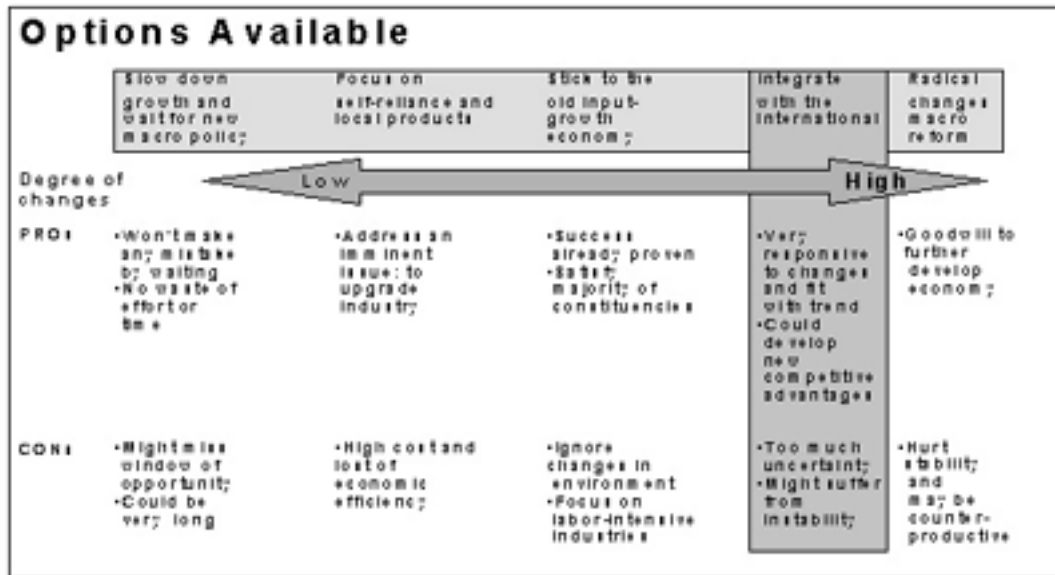 Options Available
Slow down
growth and
wait for new
macro policy
Focus on
self-reliance and
local products
Stick to the
old input-
growth
economy
Integrate
with the
international
Radical
changes
macro
reform
Degree of
changes
Low
High
PROs
•Won't make
any mistake
by waiting
•No waste of
effort or
time
•Address an
imminent
issue: to
upgrade
industry
•Success
already proven
•Satisfy
majority of
constituencies
•Very
responsive
to changes
and fit
with trend
•Could
develop
new
competitive
advantages
•Goodwill to
further
develop
economy
CONs
•Might miss
window of
opportunity
•Could be
very long
•High cost and
lost of
economic
efficiency
•Ignore
changes in
environment
•Focus on
labor-intensive
industries
•Too much
uncertainty
•Might suffer
from
instability
•Hurt
stability
and
may be
counter-
productive